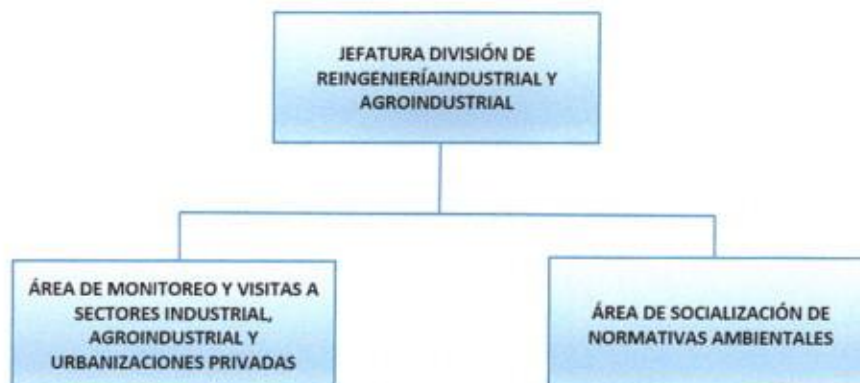 JEFATURA DIVISIÓN DE
REINGENIERÍAINDUSTRIAL Y
AGROINDUSTRIAL
ÁREA DE MONITOREO Y VISITAS A
SECTORES INDUSTRIAL,
AGROINDUSTRIAL Y
URBANIZACIONES PRIVADAS
ÁREA DE SOCIALIZACIÓN DE
NORMATIVAS AMBIENTALES